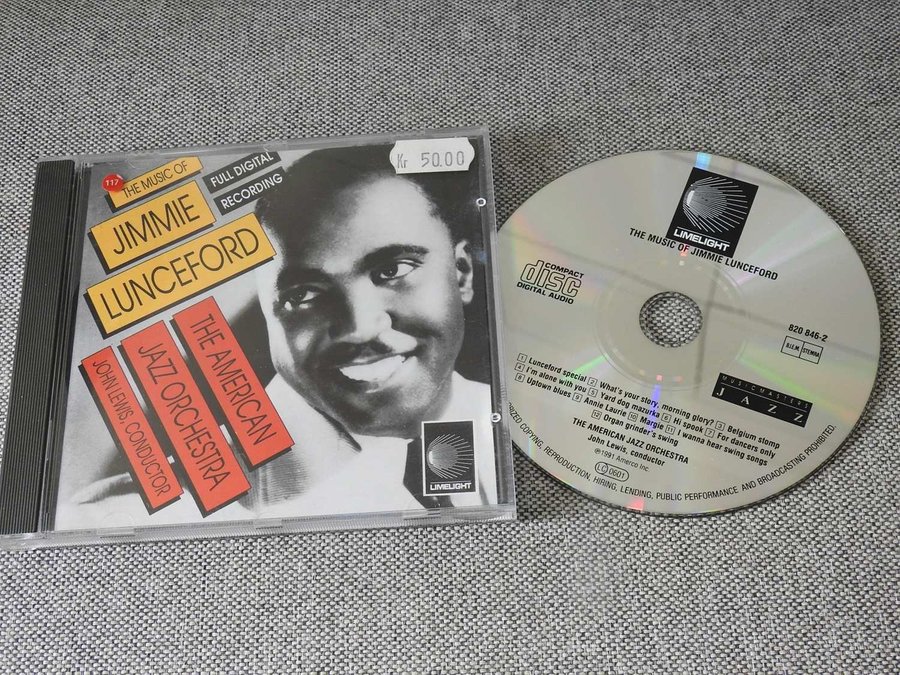 117
THE MUSIC OF
JIMMIE
LUNCEFORD
FULL DIGITAL
RECORDING
Kr 50.00
THE AMERICAN
JAZZ ORCHESTRA
JOHN LEWIS, CONDUCTOR
LIMELIGHT
LIMELIGHT
THE MUSIC OF JIMMIE LUNCEFORD
COMPACT
disc
DIGITAL AUDIO
820 846-2
B.I.E.M. STEMRA
MUSICMASTERS
JAZZ
1 Lunceford special 2 What's your story, morning glory? 3 Belgium stomp
4 I'm alone with you 5 Yard dog mazurka 6 Hi spook 7 For dancers only
8 Uptown blues 9 Annie Laurie 10 Margie 11 I wanna hear swing songs
12 Organ grinder's swing
THE AMERICAN JAZZ ORCHESTRA
John Lewis, conductor
℗1991 Amerco Inc
LC 0601
COPYING, REPRODUCTION, HIRING, LENDING, PUBLIC PERFORMANCE AND BROADCASTING PROHIBITED.